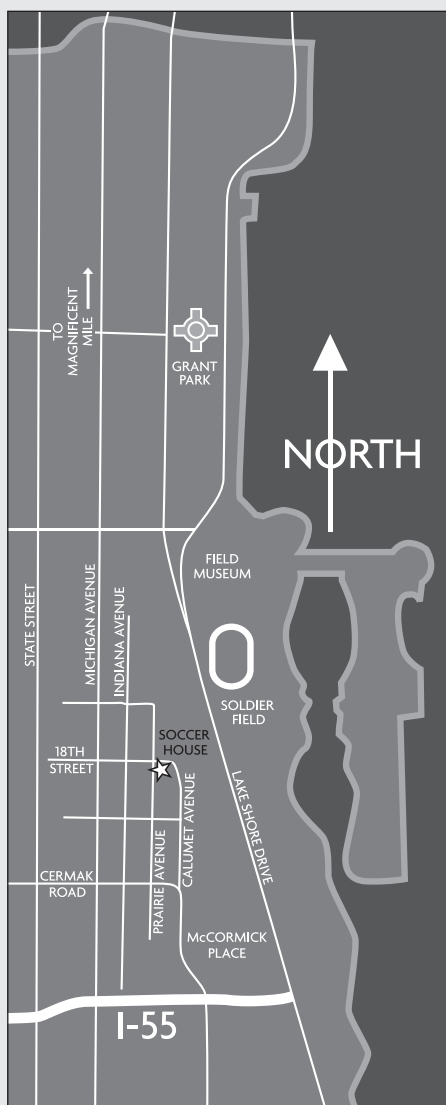 TO
MAGNIFICENT
MILE
GRANT
PARK
NORTH
FIELD
MUSEUM
STATE STREET
MICHIGAN AVENUE
INDIANA AVENUE
SOLDIER
FIELD
SOCCER
HOUSE
18TH
STREET
LAKE SHORE DRIVE
CALUMET AVENUE
PRAIRIE AVENUE
CERMAK
ROAD
McCORMICK
PLACE
I-55